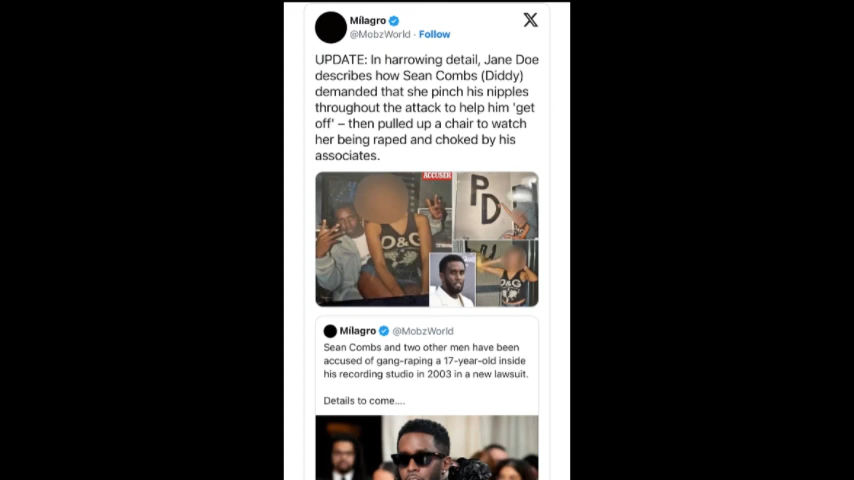 Milagro
@MobzWorld · Follow
UPDATE: In harrowing detail, Jane Doe
describes how Sean Combs (Diddy)
demanded that she pinch his nipples
throughout the attack to help him 'get
off' – then pulled up a chair to watch
her being raped and choked by his
associates.
ACCUSER
PD
D&G
D&G
Milagro @MobzWorld
Sean Combs and two other men have been
accused of gang-raping a 17-year-old inside
his recording studio in 2003 in a new lawsuit.
Details to come....